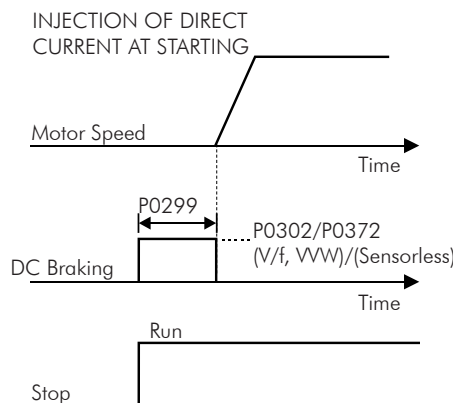 INJECTION OF DIRECT
CURRENT AT STARTING
Motor Speed
Time
P0299
P0302/P0372
(V/f, VVW)/(Sensorless)
DC Braking
Time
Run
Stop